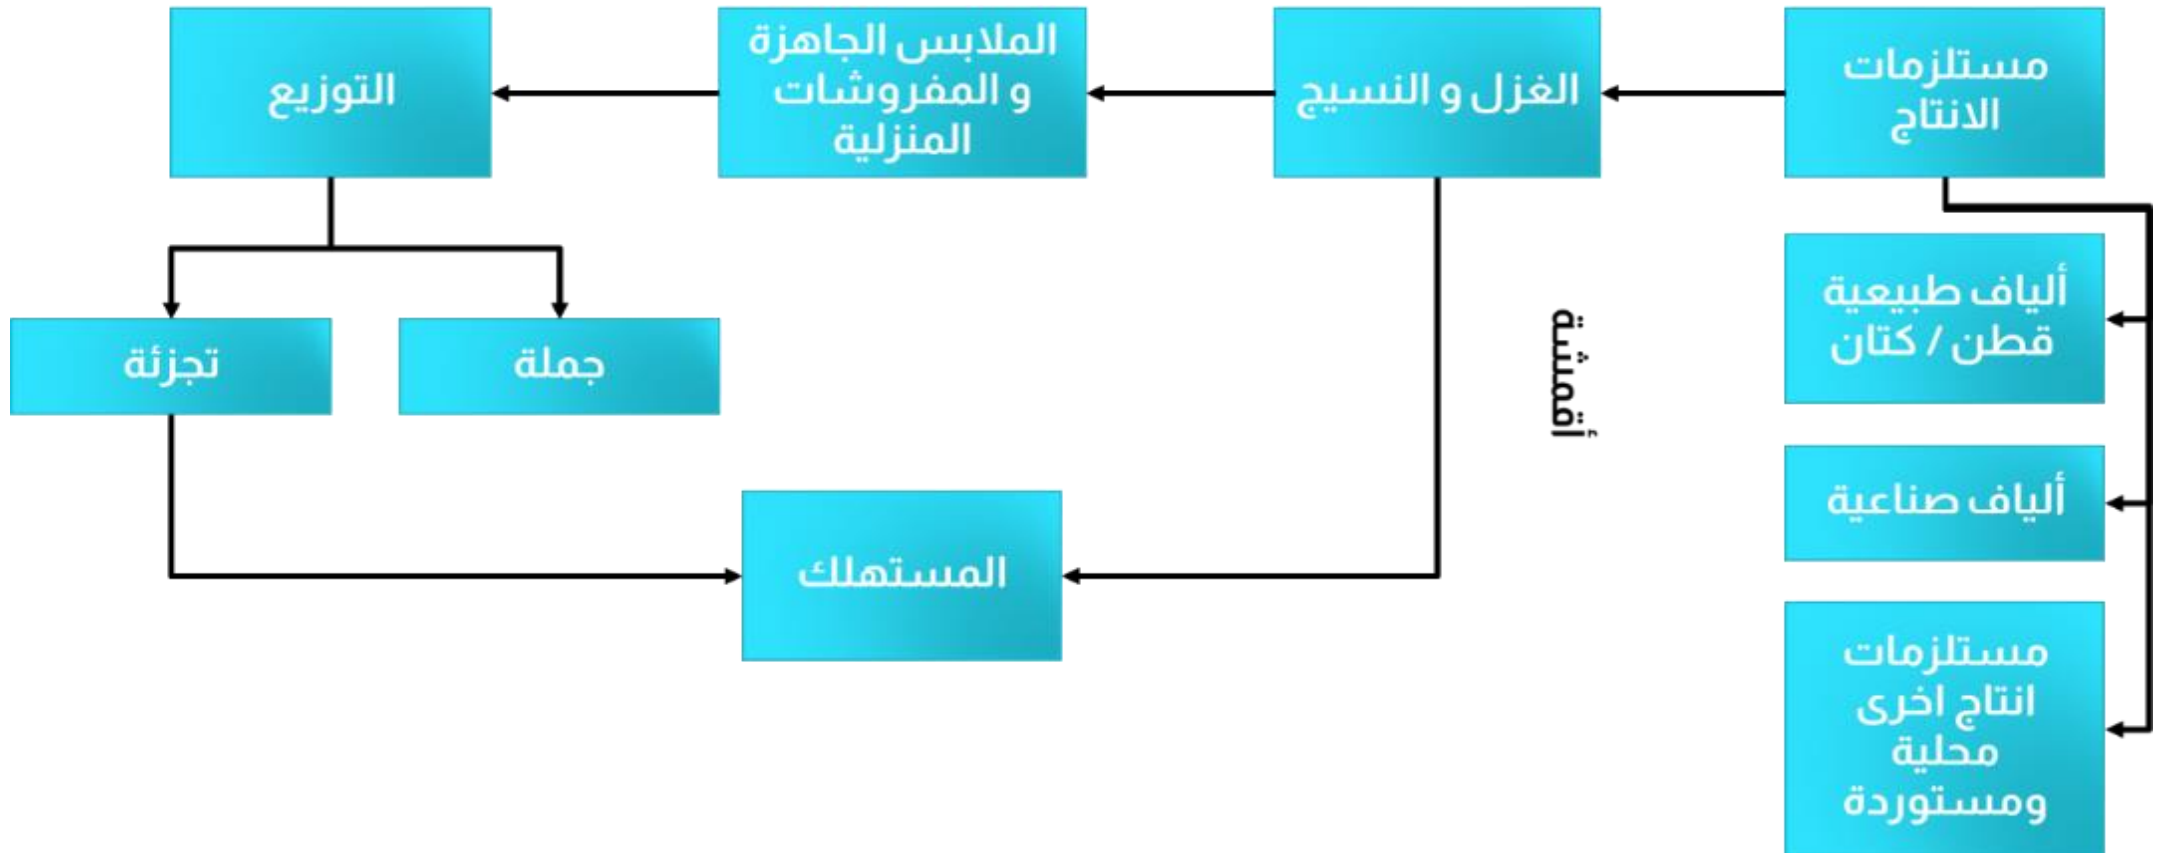 مستلزمات
الانتاج
الغزل و النسيج
الملابس الجاهزة
و المفروشات
المنزلية
التوزيع
ألياف طبيعية
قطن / كتان
أقمشة
جملة
تجزئة
ألياف صناعية
المستهلك
مستلزمات
انتاج اخرى
محلية
ومستوردة